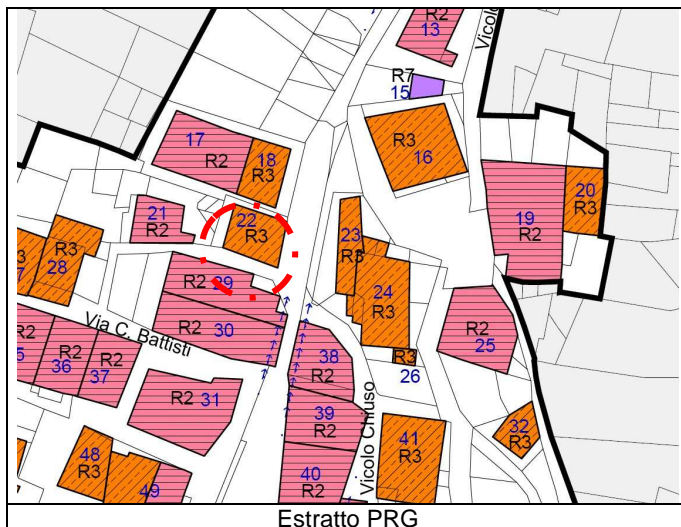 R2
13
Vicolo
R7
15
17
R2
18
R3
R3
16
21
R2
22
R3
19
R2
20
R3
R3
28
3
7
R2
29
23
R3
24
R3
R2
30
Via C. Battisti
R2
25
R2
5
R2
36
R2
37
38
R2
R3
26
R2
31
39
R2
Vicolo Chiuso
41
R3
32
R3
48
R3
49
40
R2
Estratto PRG